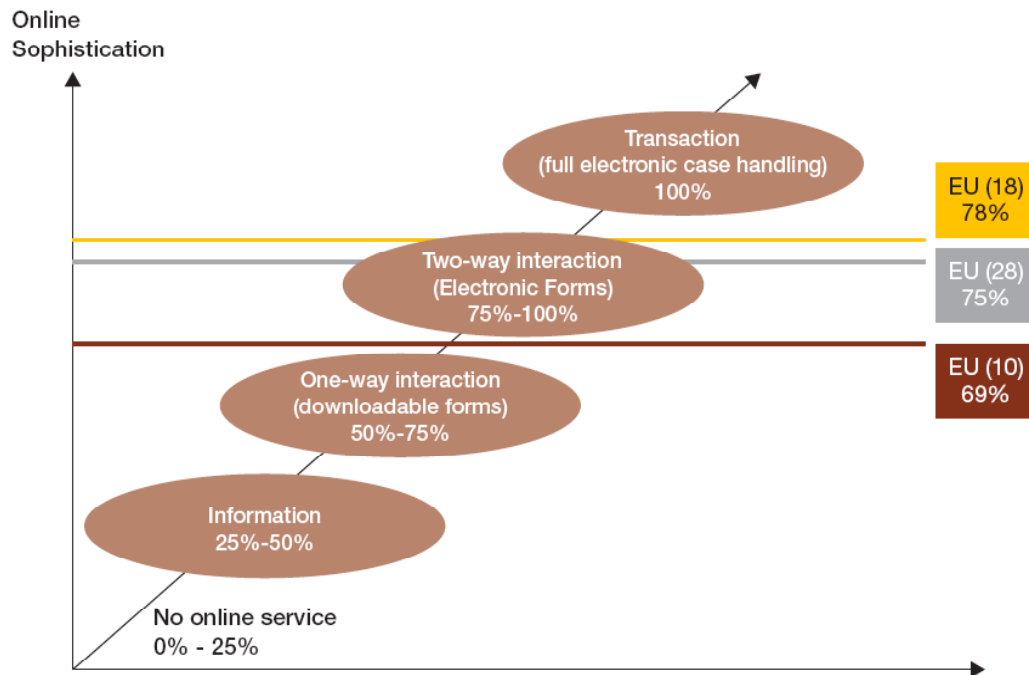 Online
Sophistication
Transaction
(full electronic case handling)
100%
EU (18)
78%
Two-way interaction
(Electronic Forms)
75%-100%
EU (28)
75%
EU (10)
69%
One-way interaction
(downloadable forms)
50%-75%
Information
25%-50%
No online service
0% - 25%